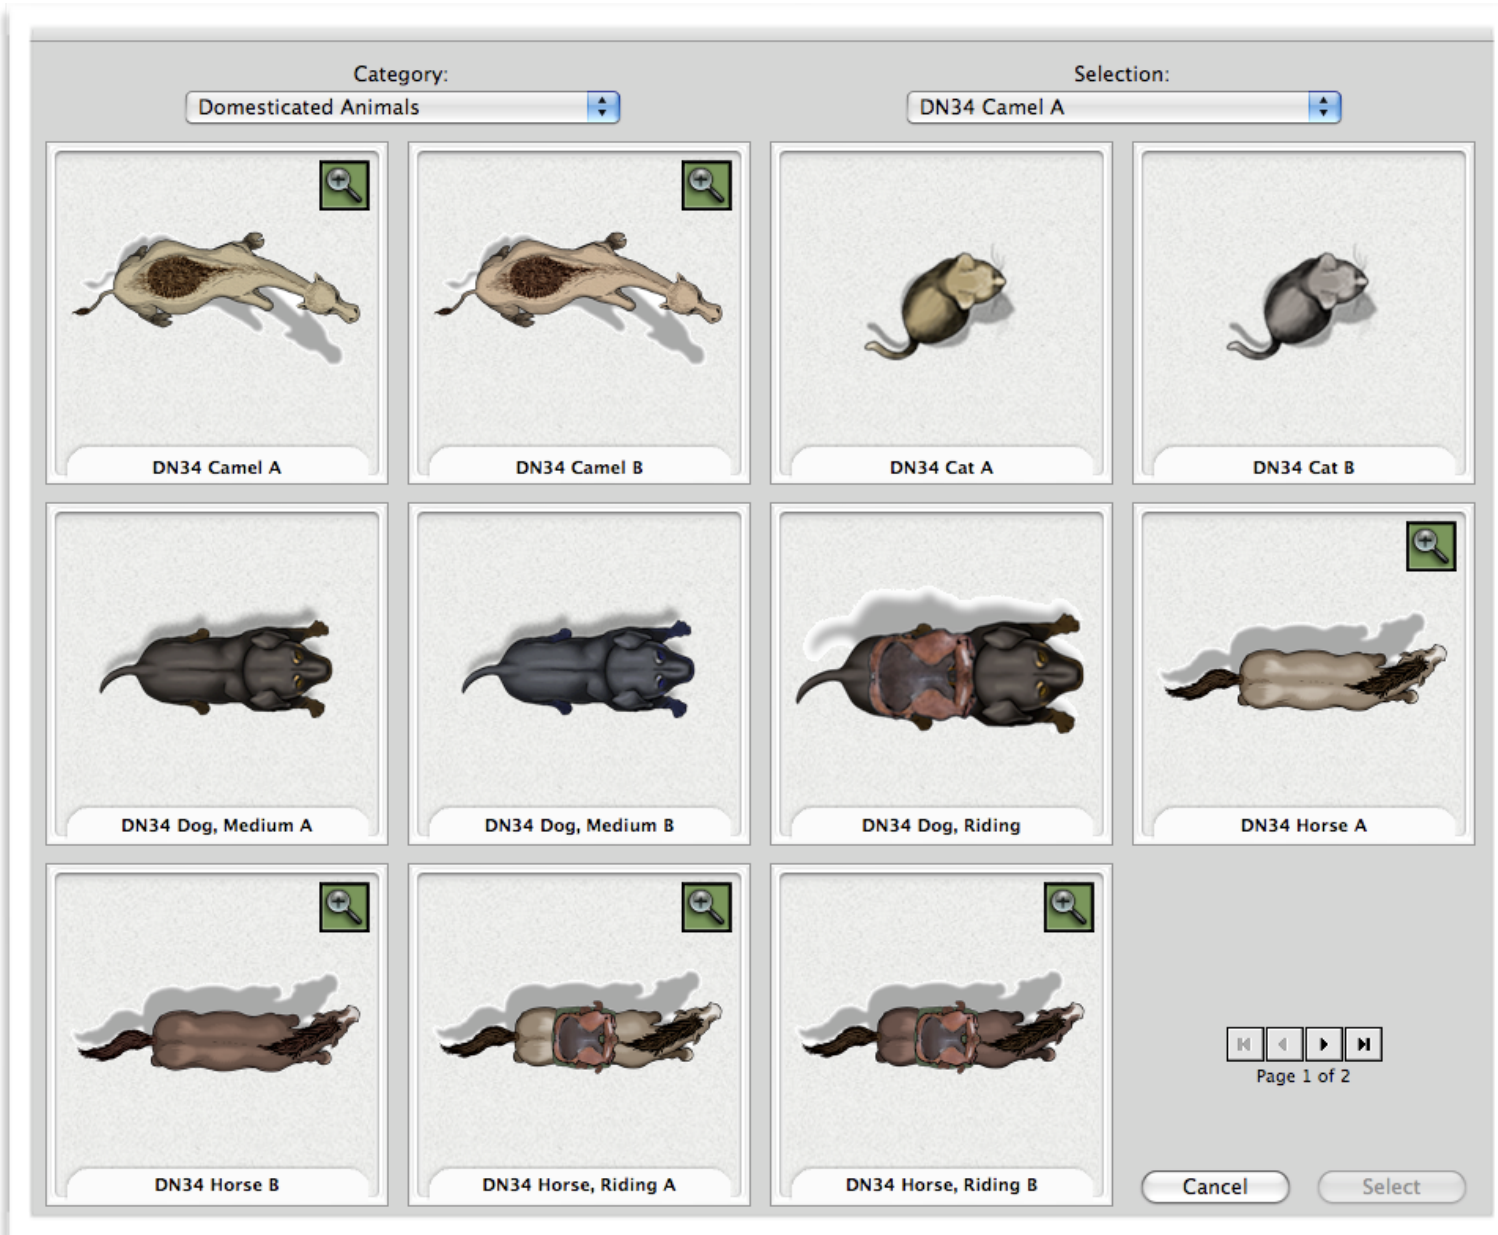 Category:
Selection:
Domesticated Animals
DN34 Camel A
DN34 Camel A
DN34 Camel B
DN34 Cat A
DN34 Cat B
DN34 Dog, Medium A
DN34 Dog, Medium B
DN34 Dog, Riding
DN34 Horse A
DN34 Horse B
DN34 Horse, Riding A
DN34 Horse, Riding B
Page 1 of 2
Cancel
Select